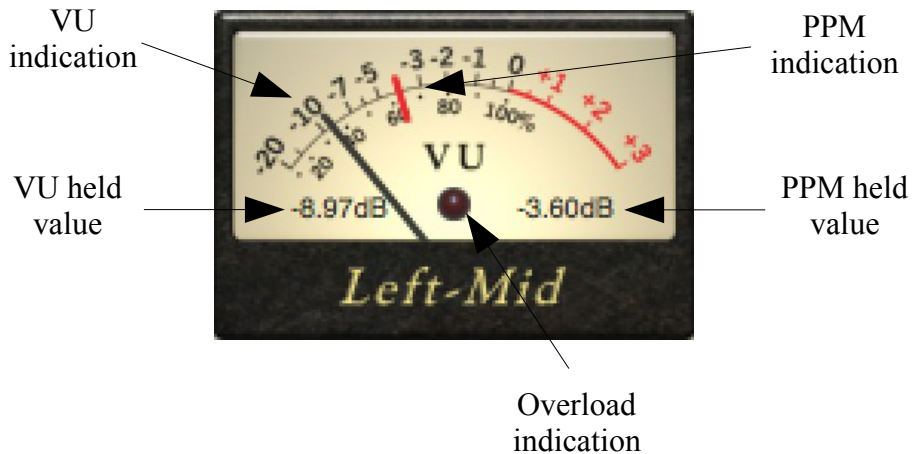 VU
indication
PPM
indication
-20 -10 -7 -5 -3 -2 -1 0 +1 +2 +3
20 40 60 80 100%
VU
VU held
value
-8.97dB
-3.60dB
PPM held
value
Left-Mid
Overload
indication